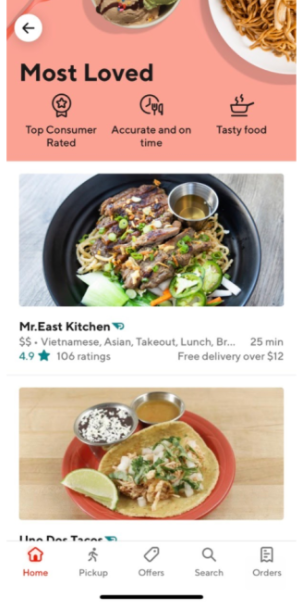 Most Loved
Top Consumer
Rated
Accurate and on
time
Tasty food
Mr.East Kitchen
$$ • Vietnamese, Asian, Takeout, Lunch, Br... 25 min
4.9 ★ 106 ratings Free delivery over $12
Uno Dos Tacos
Home Pickup Offers Search Orders